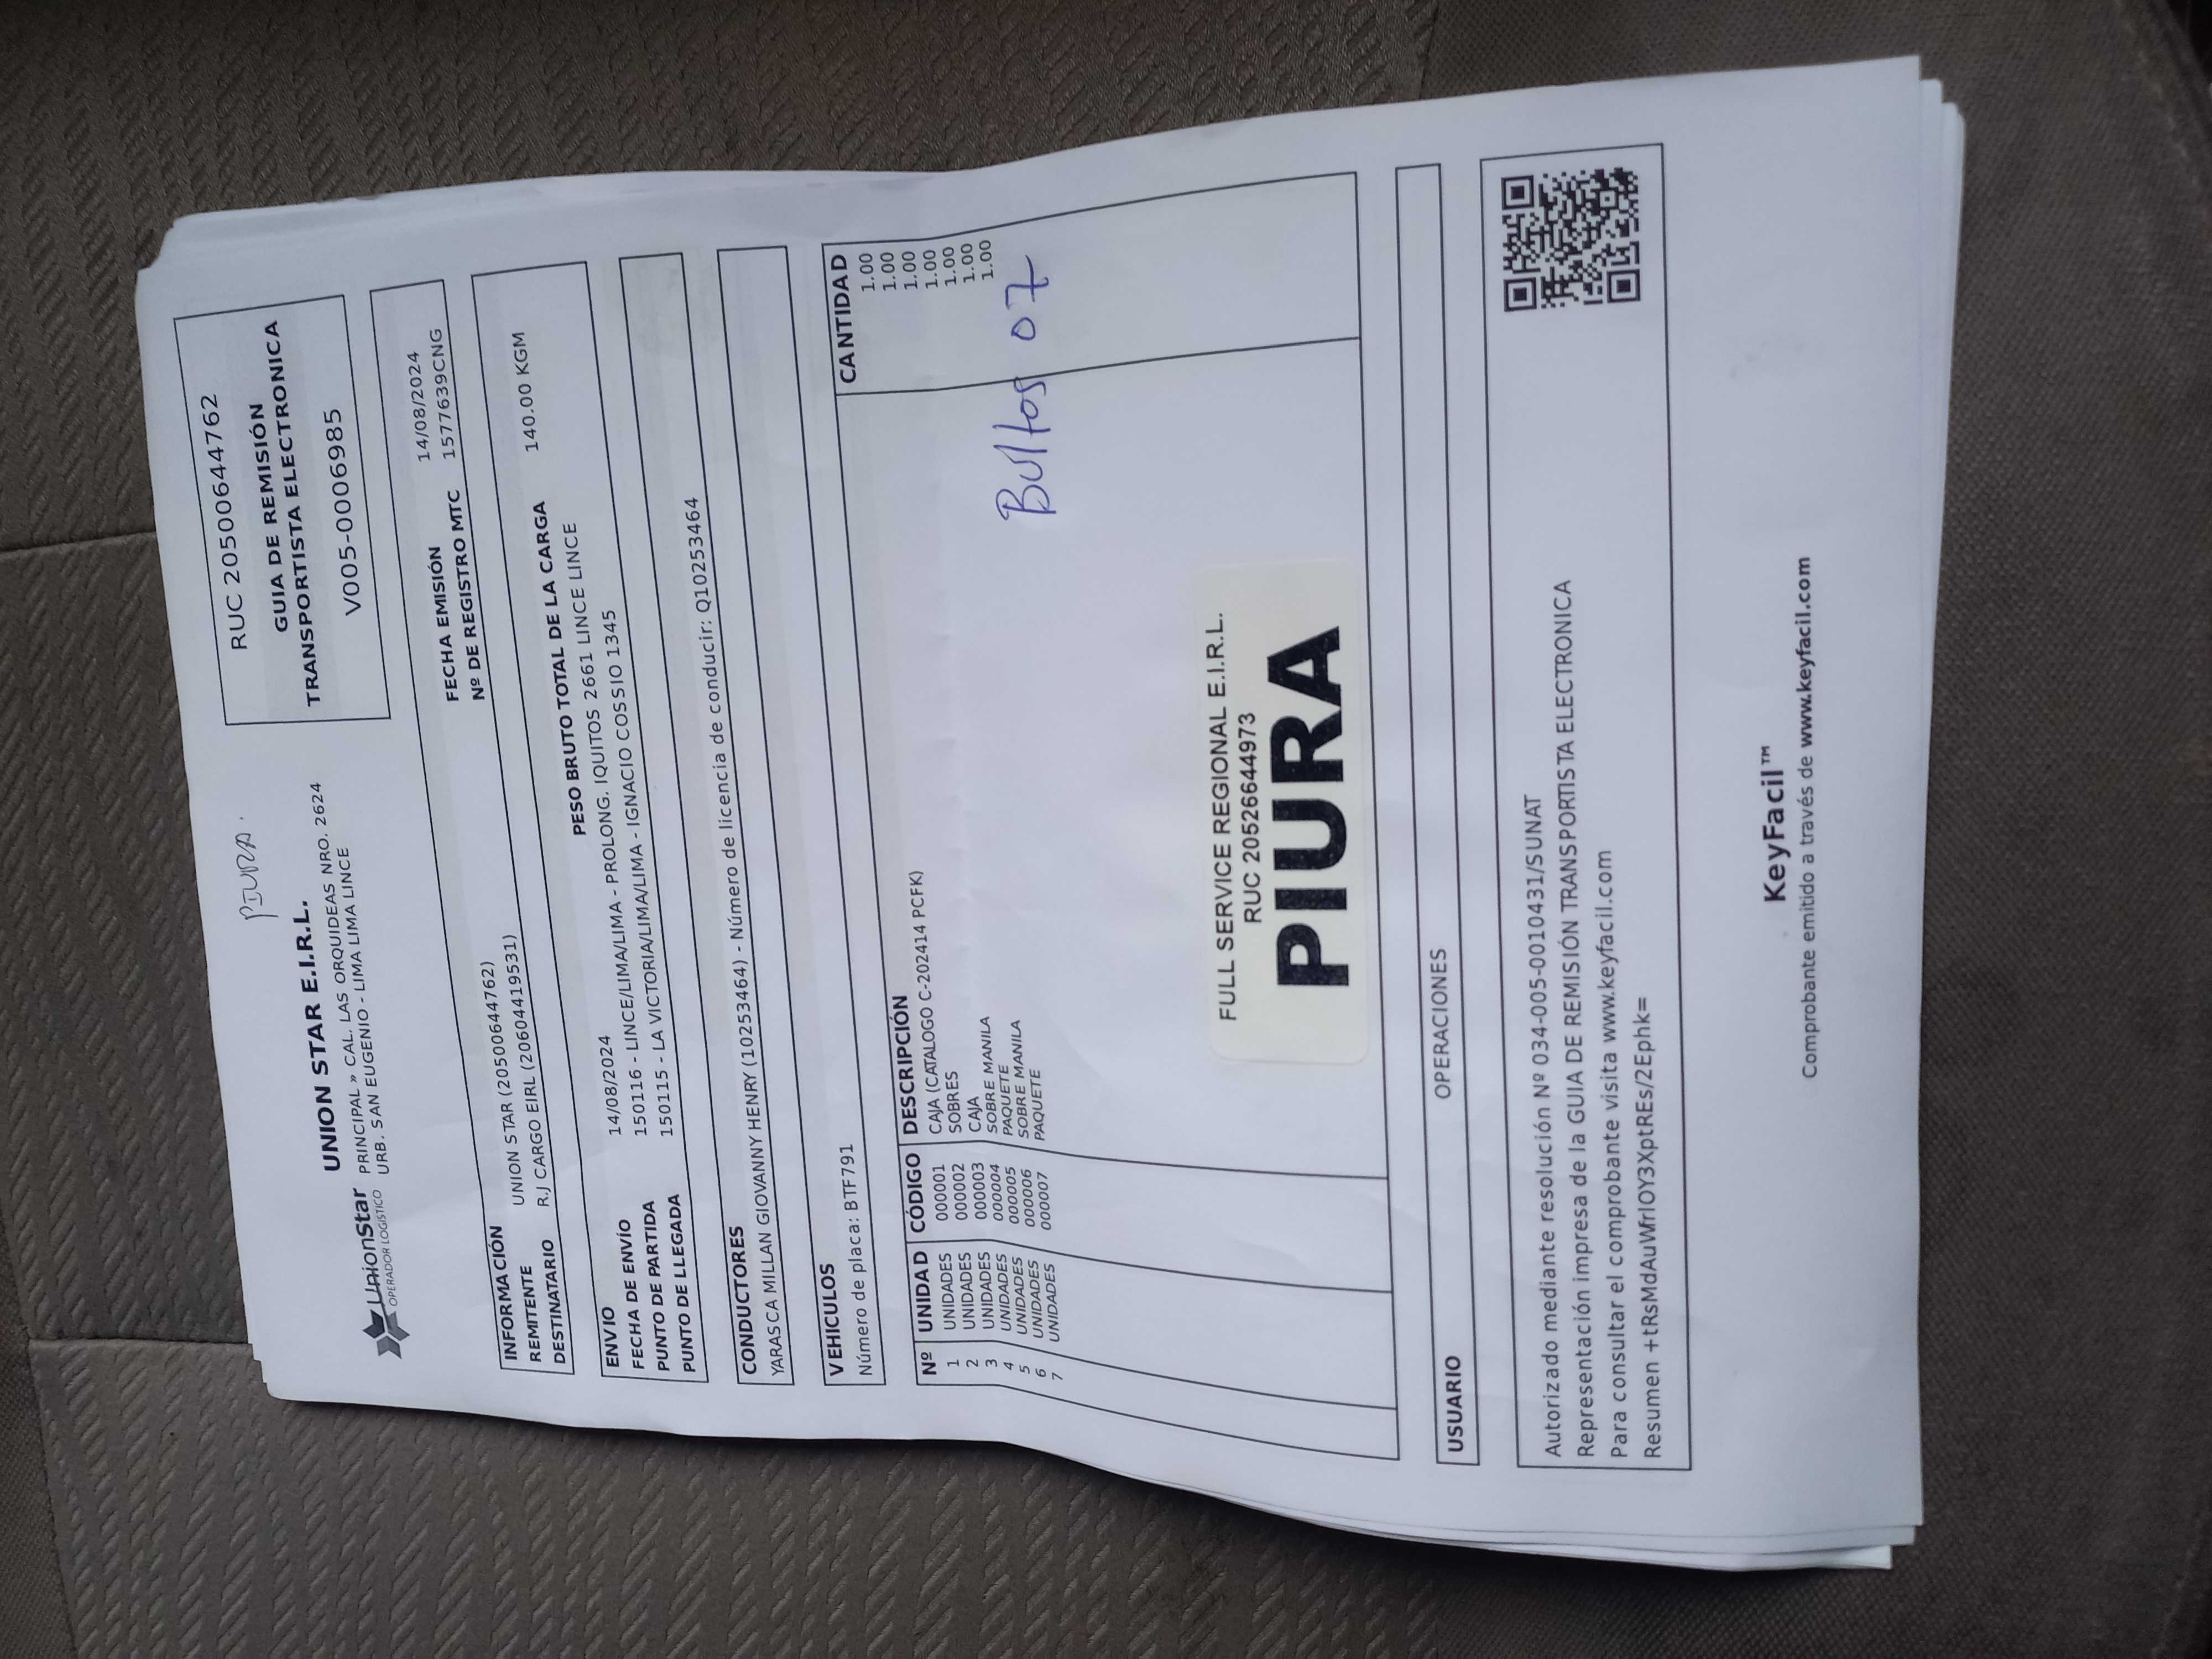 PIURA.
UnionStar
OPERADOR LOGÍSTICO
UNION STAR E.I.R.L.
PRINCIPAL » CAL. LAS ORQUIDEAS NRO. 2624
URB. SAN EUGENIO - LIMA LIMA LINCE
RUC 20500644762
GUIA DE REMISIÓN
TRANSPORTISTA ELECTRONICA
V005-00006985
FECHA EMISIÓN 14/08/2024
Nº DE REGISTRO MTC 1577639CNG
INFORMACIÓN
REMITENTE UNION STAR (20500644762)
DESTINATARIO R.J CARGO EIRL (20604419531)
PESO BRUTO TOTAL DE LA CARGA 140.00 KGM
ENVIO
FECHA DE ENVÍO 14/08/2024
PUNTO DE PARTIDA 150116 - LINCE/LIMA/LIMA - PROLONG. IQUITOS 2661 LINCE LINCE
PUNTO DE LLEGADA 150115 - LA VICTORIA/LIMA/LIMA - IGNACIO COSSIO 1345
CONDUCTORES
YARASCA MILLAN GIOVANNY HENRY (10253464) - Número de licencia de conducir: Q10253464
VEHICULOS
Número de placa: BTF791
Nº UNIDAD CÓDIGO DESCRIPCIÓN CANTIDAD
1 UNIDADES 000001 CAJA (CATALOGO C-202414 PCFK) 1.00
2 UNIDADES 000002 SOBRES 1.00
3 UNIDADES 000003 CAJA 1.00
4 UNIDADES 000004 SOBRE MANILA 1.00
5 UNIDADES 000005 PAQUETE 1.00
6 UNIDADES 000006 SOBRE MANILA 1.00
7 UNIDADES 000007 PAQUETE 1.00
Bultos 07
FULL SERVICE REGIONAL E.I.R.L.
RUC 20526644973
PIURA
USUARIO OPERACIONES
Autorizado mediante resolución Nº 034-005-0010431/SUNAT
Representación impresa de la GUIA DE REMISIÓN TRANSPORTISTA ELECTRONICA
Para consultar el comprobante visita www.keyfacil.com
Resumen +tRsMdAuWfrlOY3XptREs/2Ephk=
KeyFacil™
Comprobante emitido a través de www.keyfacil.com